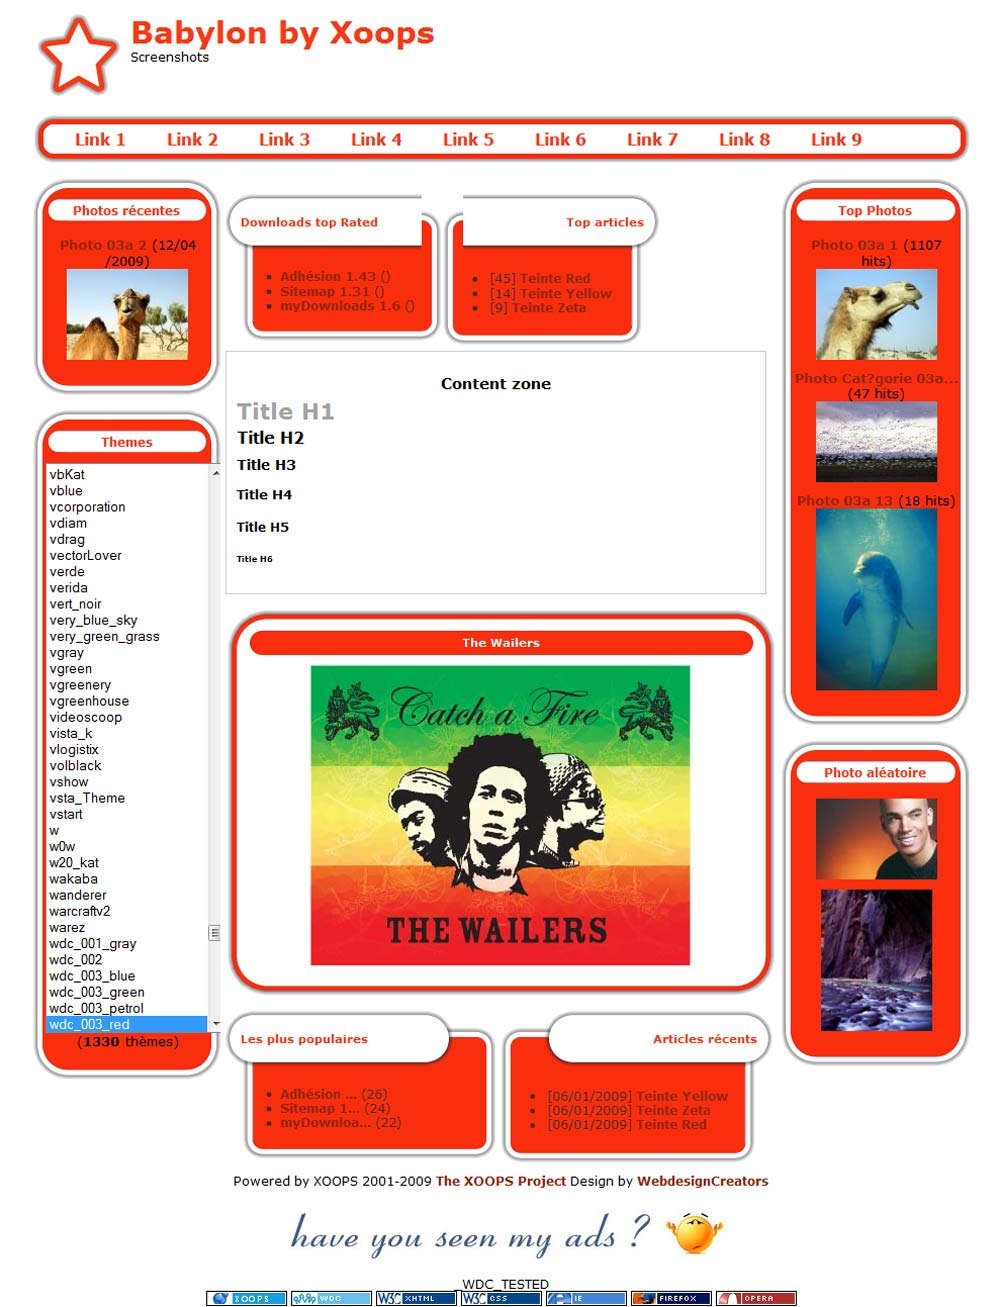 Babylon by Xoops
Screenshots
Link 1 Link 2 Link 3 Link 4 Link 5 Link 6 Link 7 Link 8 Link 9
Photos récentes
Photo 03a 2 (12/04
/2009)
Themes
vbKat
vblue
vcorporation
vdiam
vdrag
vectorLover
verde
verida
vert_noir
very_blue_sky
very_green_grass
vgray
vgreen
vgreenery
vgreenhouse
videoscoop
vista_k
vlogistix
volblack
vshow
vsta_Theme
vstart
w
w0w
w20_kat
wakaba
wanderer
warcraftv2
warez
wdc_001_gray
wdc_002
wdc_003_blue
wdc_003_green
wdc_003_petrol
wdc_003_red
(1330 thèmes)
Downloads top Rated
Adhésion 1.43 ()
Sitemap 1.31 ()
myDownloads 1.6 ()
Top articles
[45] Teinte Red
[14] Teinte Yellow
[9] Teinte Zeta
Content zone
Title H1
Title H2
Title H3
Title H4
Title H5
Title H6
The Wailers
Catch a Fire
THE WAILERS
Les plus populaires
Adhésion ... (26)
Sitemap 1... (24)
myDownloa... (22)
Articles récents
[06/01/2009] Teinte Yellow
[06/01/2009] Teinte Zeta
[06/01/2009] Teinte Red
Top Photos
Photo 03a 1 (1107
hits)
Photo Cat?gorie 03a...
(47 hits)
Photo 03a 13 (18 hits)
Photo aléatoire
Powered by XOOPS 2001-2009 The XOOPS Project Design by WebdesignCreators
have you seen my ads ?
_WDC_TESTED
XOOPS WDC W3C XHTML W3C CSS IE FIREFOX OPERA